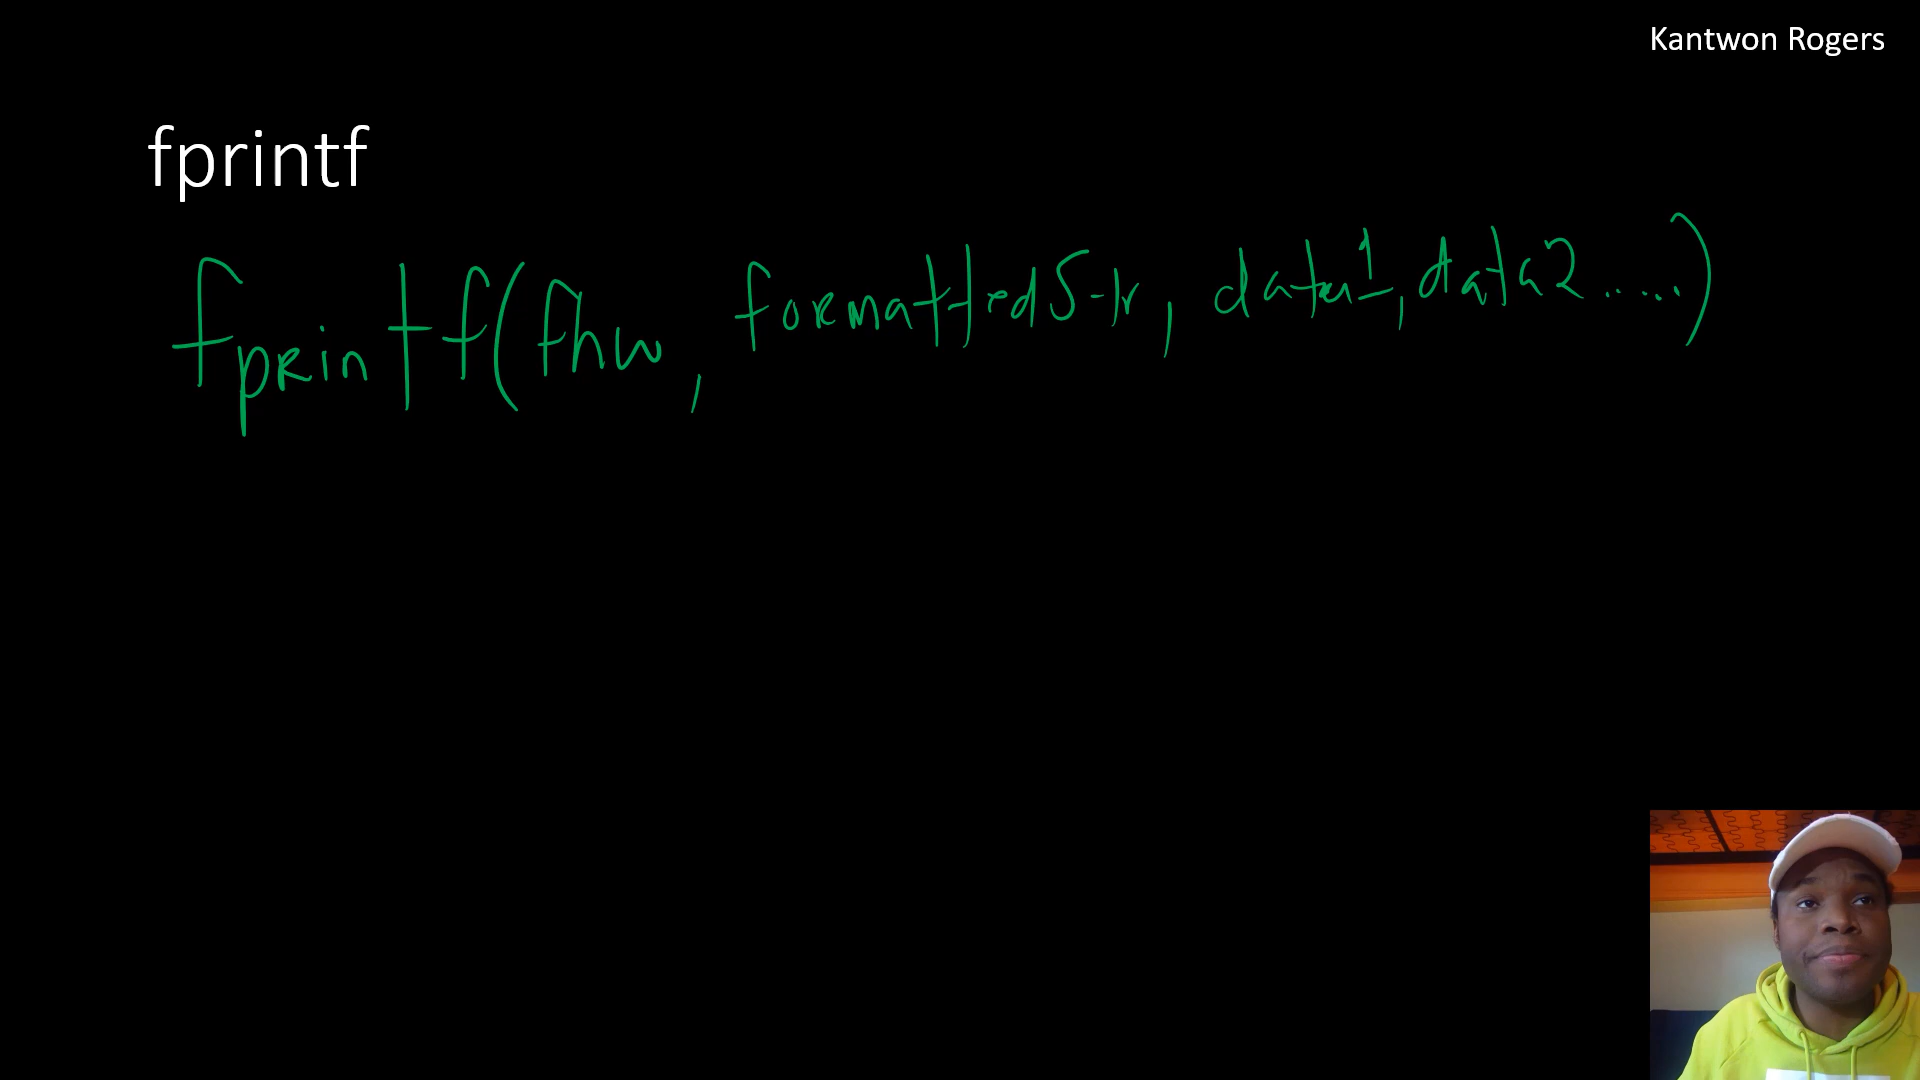 Kantwon Rogers
fprintf
fprintf(fhw, formattedStr, data1, data2.....)